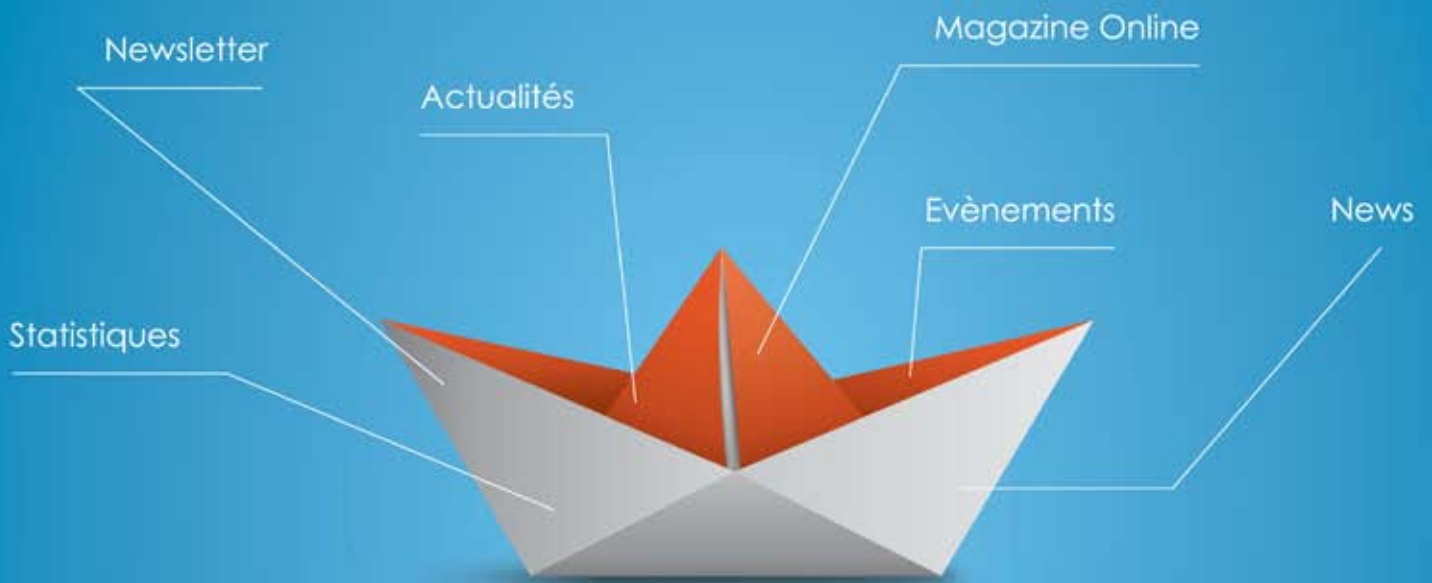 Magazine Online
Newsletter
Actualités
Evènements
News
Statistiques